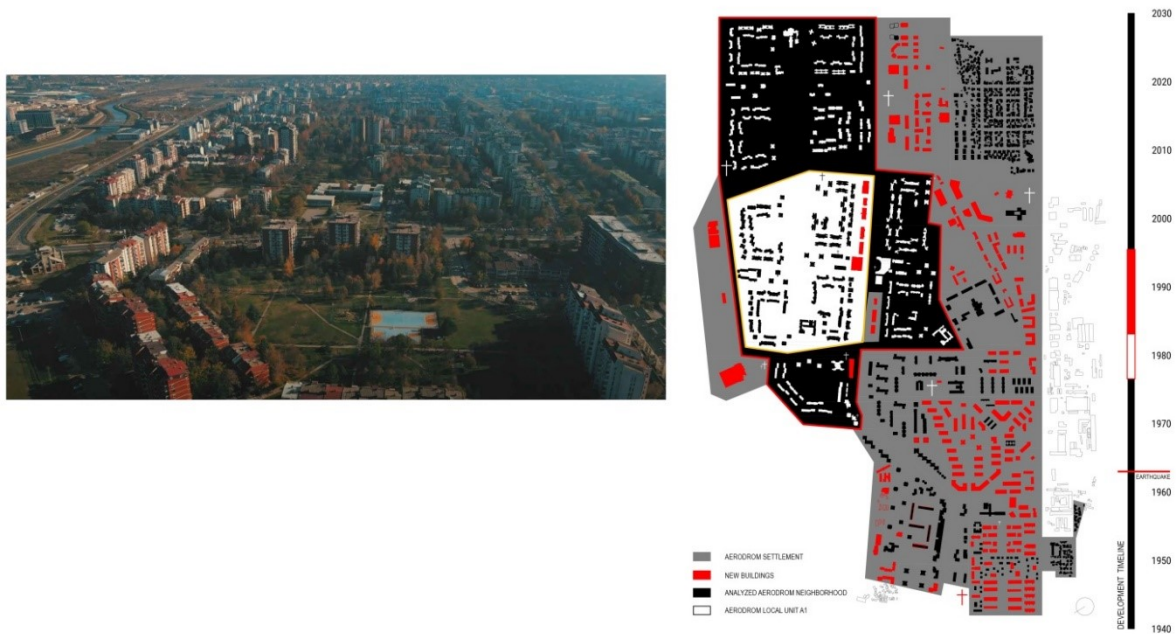 AERODROM SETTLEMENT
NEW BUILDINGS
ANALYZED AERODROM NEIGHBORHOOD
AERODROM LOCAL UNIT A1
2030
2020
2010
2000
1990
1980
1970
EARTHQUAKE
1960
1950
1940
DEVELOPMENT TIMELINE